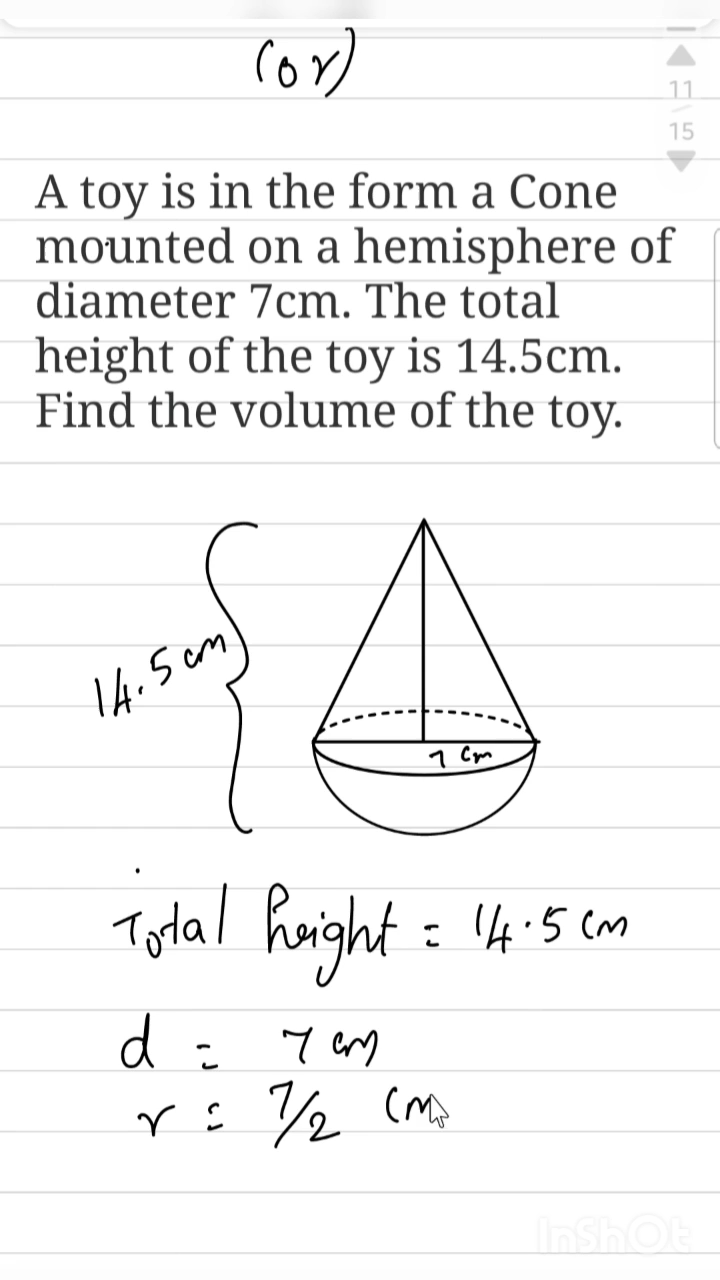 (or)
11
15
A toy is in the form a Cone
mounted on a hemisphere of
diameter 7cm. The total
height of the toy is 14.5cm.
Find the volume of the toy.
14.5 cm
7 cm
Total height = 14.5 cm
d = 7 cm
r = 7/2 cm
InShOt